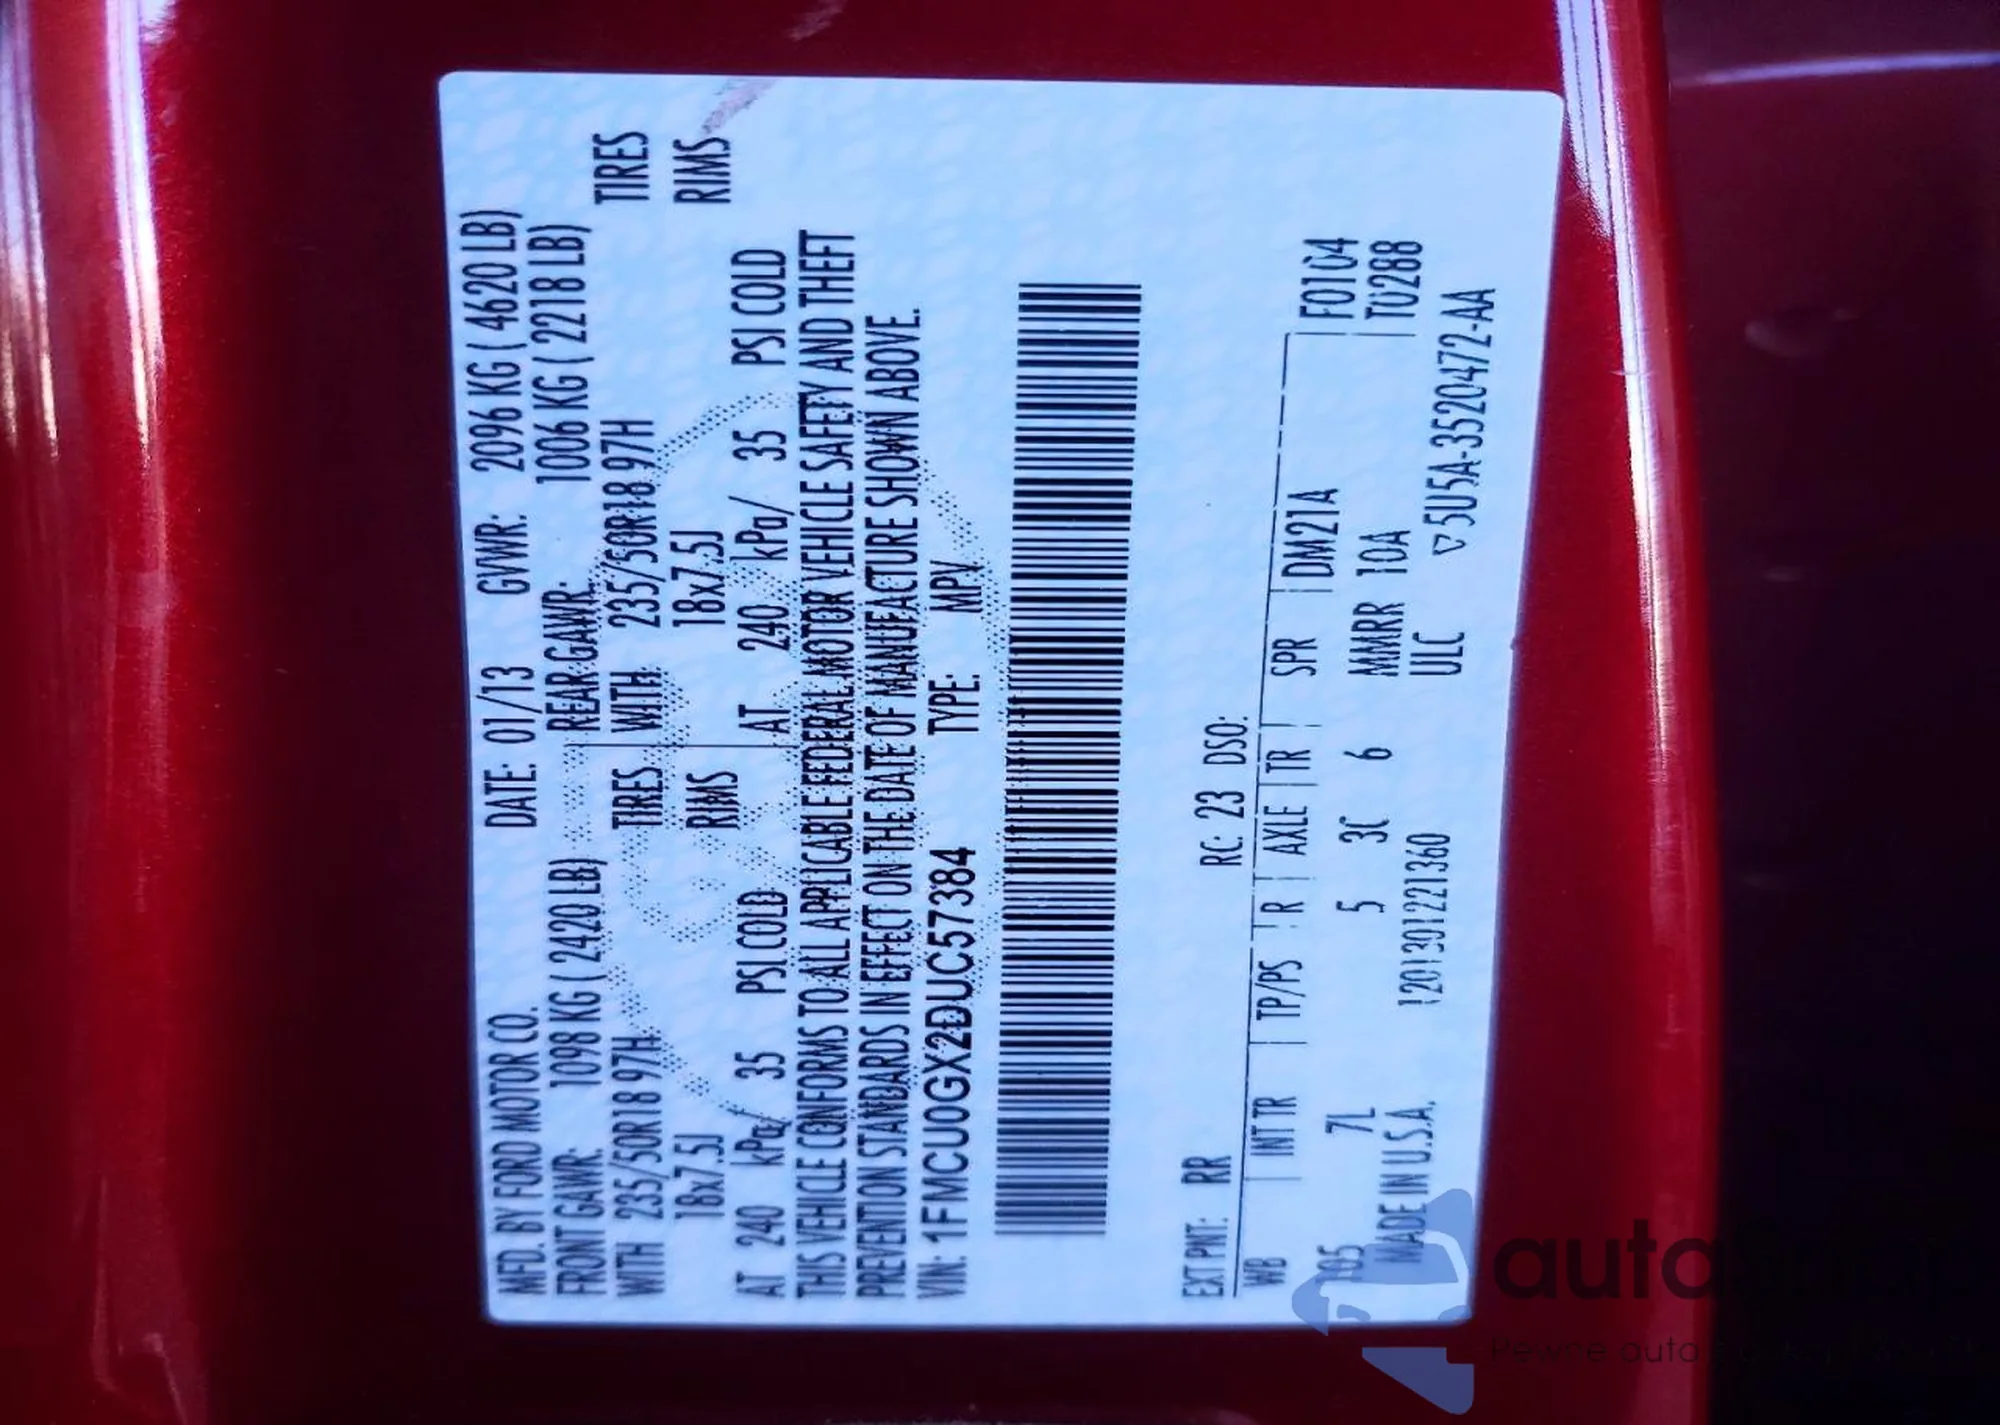 MFD. BY FORD MOTOR CO. DATE: 01/13 GVWR: 2096 KG ( 4620 LB)
FRONT GAWR: 1098 KG ( 2420 LB) REAR GAWR: 1006 KG ( 2218 LB)
WITH 235/50R18 97H TIRES WITH 235/50R18 97H TIRES
18x7.5J RIMS 18x7.5J RIMS
AT 240 kPa/ 35 PSI COLD AT 240 kPa/ 35 PSI COLD
THIS VEHICLE CONFORMS TO ALL APPLICABLE FEDERAL MOTOR VEHICLE SAFETY AND THEFT
PREVENTION STANDARDS IN EFFECT ON THE DATE OF MANUFACTURE SHOWN ABOVE.
VIN: 1FMCU0GX2DUC57384 TYPE: MPV
EXT PNT: RR RC: 23 DSO:
WB INT TR TP/PS R AXLE TR SPR DM21A F0104
105 7L 5 3C 6 MMRR 10A T0288
MADE IN U.S.A. 1201301221360 ULC
▽5U5A-3520472-AA
Pewne auto